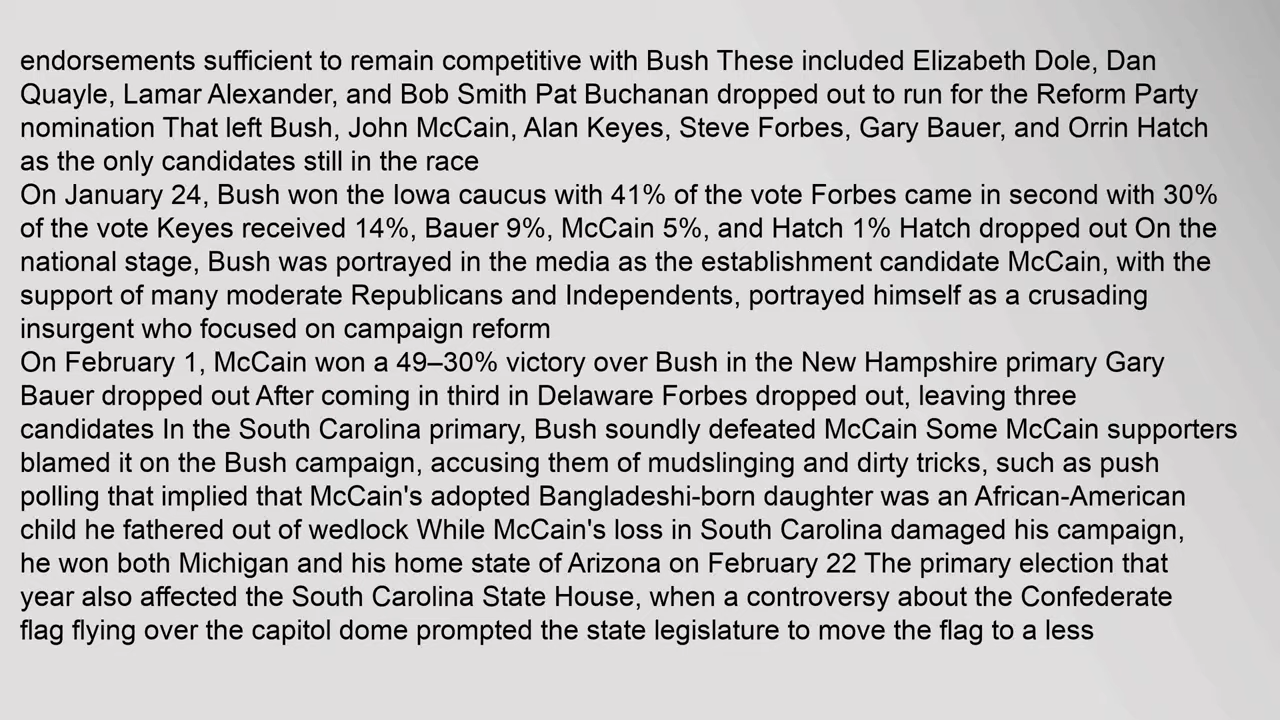 endorsements sufficient to remain competitive with Bush These included Elizabeth Dole, Dan
Quayle, Lamar Alexander, and Bob Smith Pat Buchanan dropped out to run for the Reform Party
nomination That left Bush, John McCain, Alan Keyes, Steve Forbes, Gary Bauer, and Orrin Hatch
as the only candidates still in the race
On January 24, Bush won the Iowa caucus with 41% of the vote Forbes came in second with 30%
of the vote Keyes received 14%, Bauer 9%, McCain 5%, and Hatch 1% Hatch dropped out On the
national stage, Bush was portrayed in the media as the establishment candidate McCain, with the
support of many moderate Republicans and Independents, portrayed himself as a crusading
insurgent who focused on campaign reform
On February 1, McCain won a 49–30% victory over Bush in the New Hampshire primary Gary
Bauer dropped out After coming in third in Delaware Forbes dropped out, leaving three
candidates In the South Carolina primary, Bush soundly defeated McCain Some McCain supporters
blamed it on the Bush campaign, accusing them of mudslinging and dirty tricks, such as push
polling that implied that McCain's adopted Bangladeshi-born daughter was an African-American
child he fathered out of wedlock While McCain's loss in South Carolina damaged his campaign,
he won both Michigan and his home state of Arizona on February 22 The primary election that
year also affected the South Carolina State House, when a controversy about the Confederate
flag flying over the capitol dome prompted the state legislature to move the flag to a less